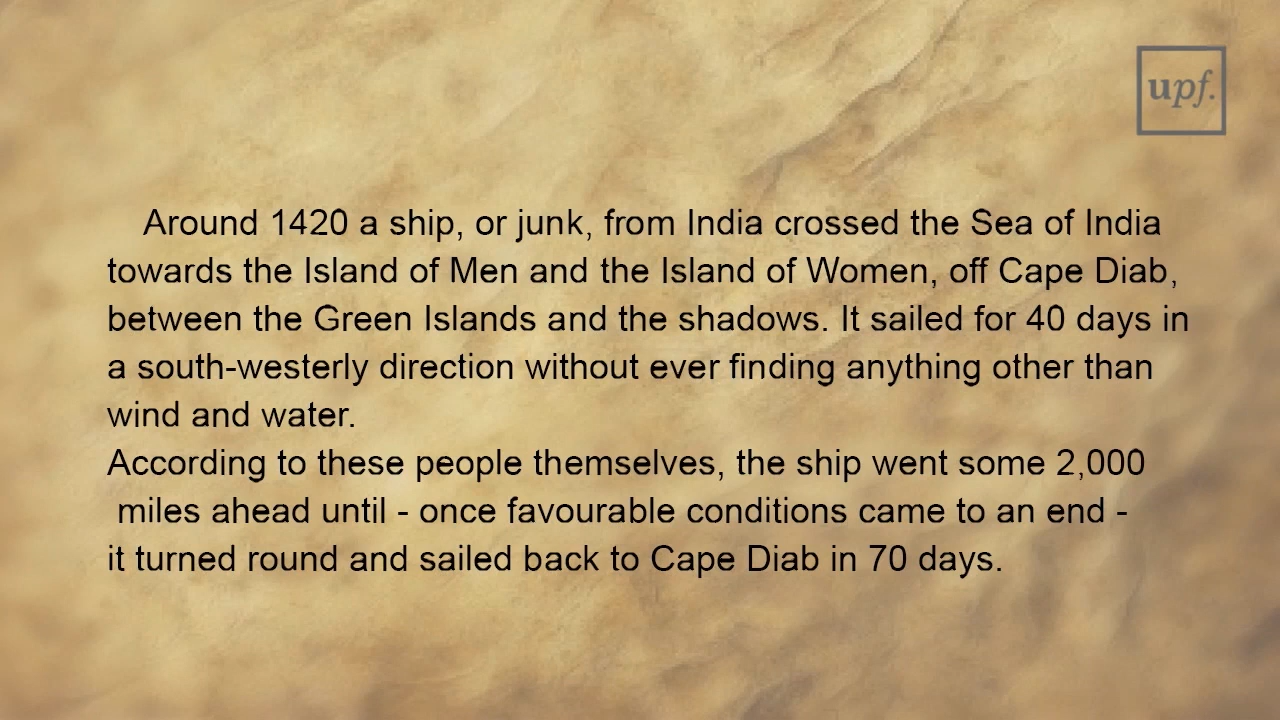 upf.
Around 1420 a ship, or junk, from India crossed the Sea of India
towards the Island of Men and the Island of Women, off Cape Diab,
between the Green Islands and the shadows. It sailed for 40 days in
a south-westerly direction without ever finding anything other than
wind and water.
According to these people themselves, the ship went some 2,000
miles ahead until - once favourable conditions came to an end -
it turned round and sailed back to Cape Diab in 70 days.